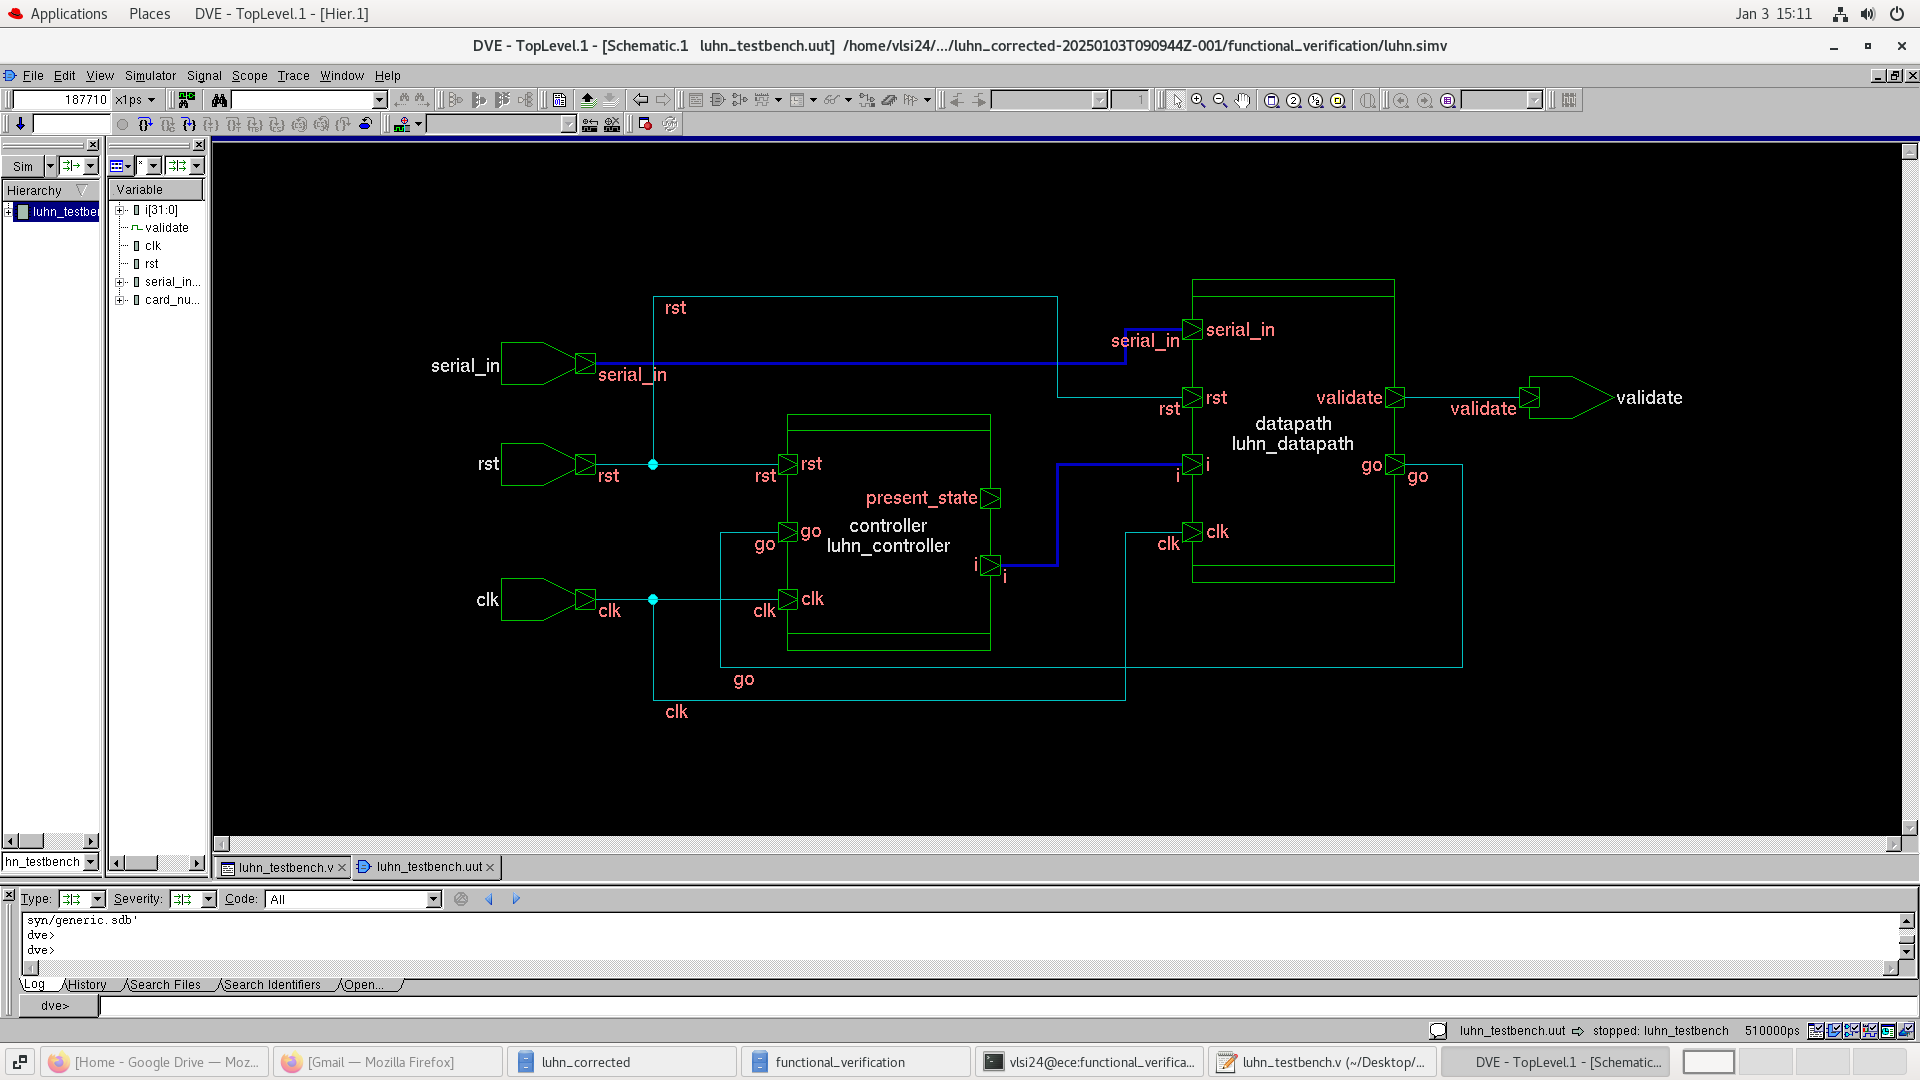 Applications Places DVE - TopLevel.1 - [Hier.1] Jan 3 15:11
DVE - TopLevel.1 - [Schematic.1 luhn_testbench.uut] /home/vlsi24/.../luhn_corrected-20250103T090944Z-001/functional_verification/luhn.simv
File Edit View Simulator Signal Scope Trace Window Help
187710 x1ps 1
Sim *
Hierarchy Variable
luhn_testbe
i[31:0]
validate
clk
rst
serial_in...
card_nu...
hn_testbench
rst
serial_in
serial_in
serial_in
serial_in
rst
rst
validate
validate
validate
datapath
luhn_datapath
rst
rst
rst
rst
i
i
go
go
present_state
go
go
controller
luhn_controller
clk
clk
i
i
clk
clk
clk
clk
go
clk
luhn_testbench.v luhn_testbench.uut
Type: Severity: Code: All
syn/generic.sdb'
dve>
dve>
Log History Search Files Search Identifiers Open...
dve>
luhn_testbench.uut stopped: luhn_testbench 510000ps
[Home - Google Drive — Moz... [Gmail — Mozilla Firefox] luhn_corrected functional_verification vlsi24@ece:functional_verifica... luhn_testbench.v (~/Desktop/... DVE - TopLevel.1 - [Schematic...